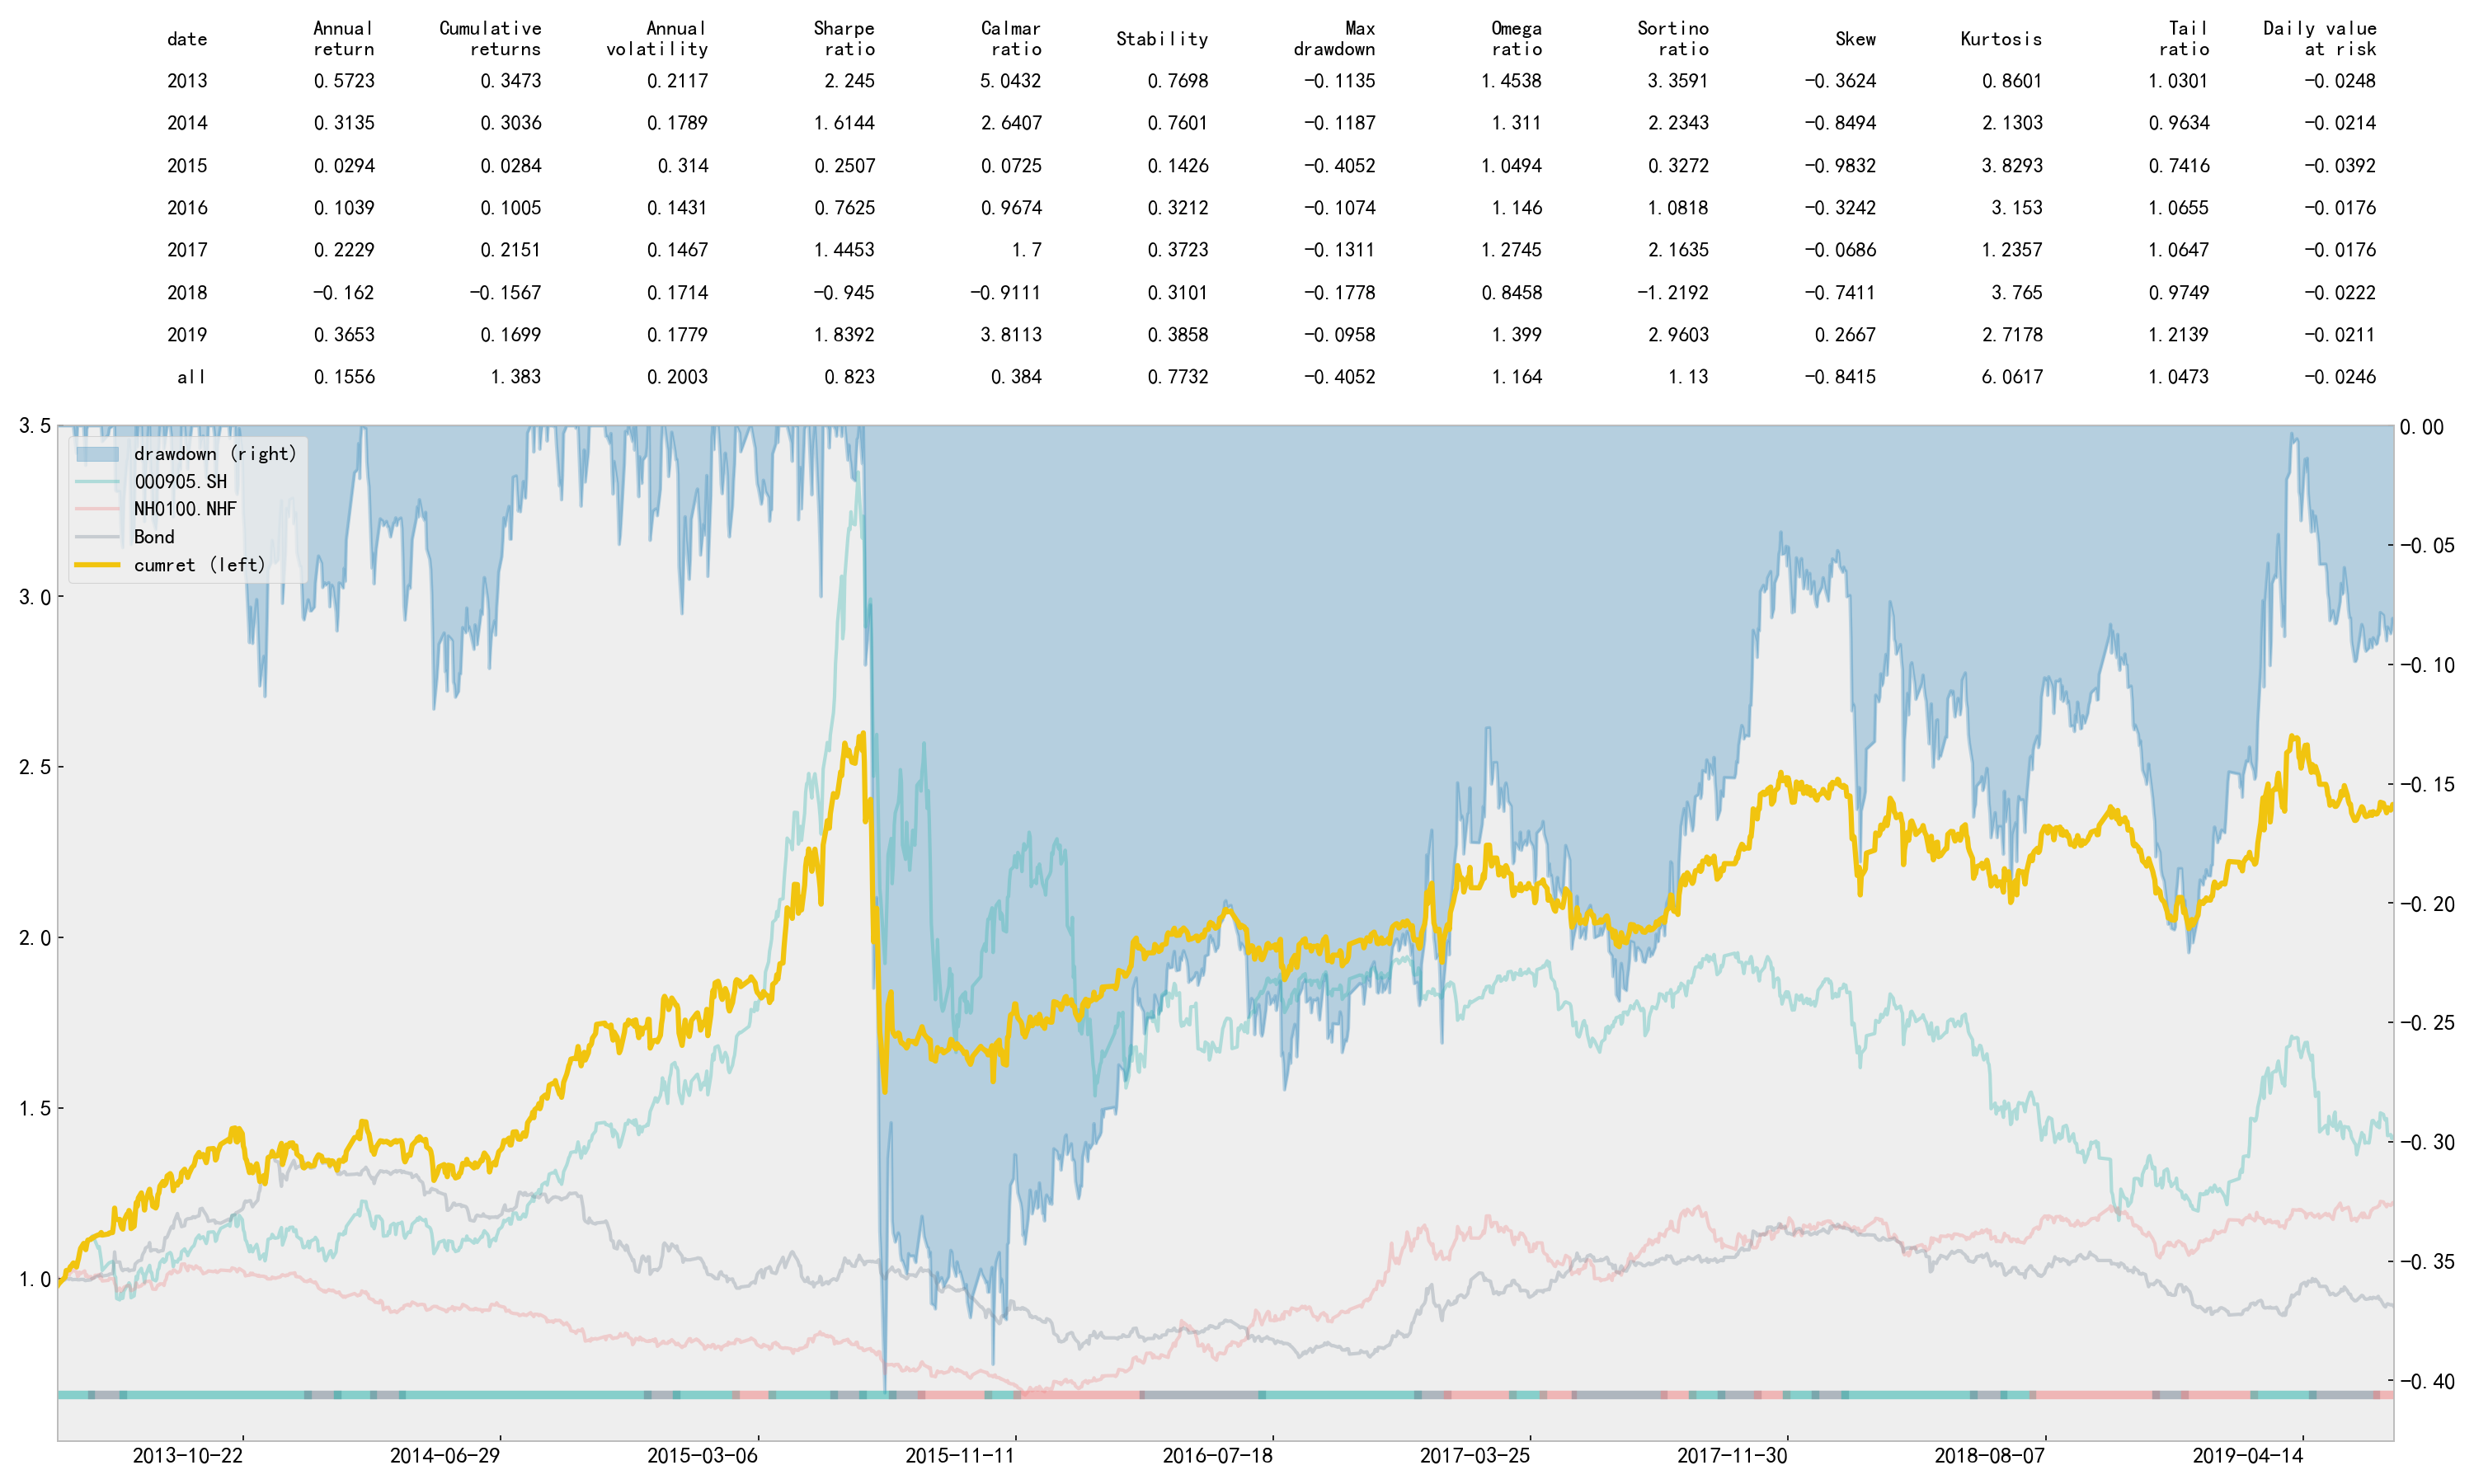 date Annual return Cumulative returns Annual volatility Sharpe ratio Calmar ratio Stability Max drawdown Omega ratio Sortino ratio Skew Kurtosis Tail ratio Daily value at risk
2013 0.5723 0.3473 0.2117 2.245 5.0432 0.7698 -0.1135 1.4538 3.3591 -0.3624 0.8601 1.0301 -0.0248
2014 0.3135 0.3036 0.1789 1.6144 2.6407 0.7601 -0.1187 1.311 2.2343 -0.8494 2.1303 0.9634 -0.0214
2015 0.0294 0.0284 0.314 0.2507 0.0725 0.1426 -0.4052 1.0494 0.3272 -0.9832 3.8293 0.7416 -0.0392
2016 0.1039 0.1005 0.1431 0.7625 0.9674 0.3212 -0.1074 1.146 1.0818 -0.3242 3.153 1.0655 -0.0176
2017 0.2229 0.2151 0.1467 1.4453 1.7 0.3723 -0.1311 1.2745 2.1635 -0.0686 1.2357 1.0647 -0.0176
2018 -0.162 -0.1567 0.1714 -0.945 -0.9111 0.3101 -0.1778 0.8458 -1.2192 -0.7411 3.765 0.9749 -0.0222
2019 0.3653 0.1699 0.1779 1.8392 3.8113 0.3858 -0.0958 1.399 2.9603 0.2667 2.7178 1.2139 -0.0211
all 0.1556 1.383 0.2003 0.823 0.384 0.7732 -0.4052 1.164 1.13 -0.8415 6.0617 1.0473 -0.0246
3.5
3.0
2.5
2.0
1.5
1.0
drawdown (right)
000905.SH
NH0100.NHF
Bond
cumret (left)
0.00
-0.05
-0.10
-0.15
-0.20
-0.25
-0.30
-0.35
-0.40
2013-10-22 2014-06-29 2015-03-06 2015-11-11 2016-07-18 2017-03-25 2017-11-30 2018-08-07 2019-04-14